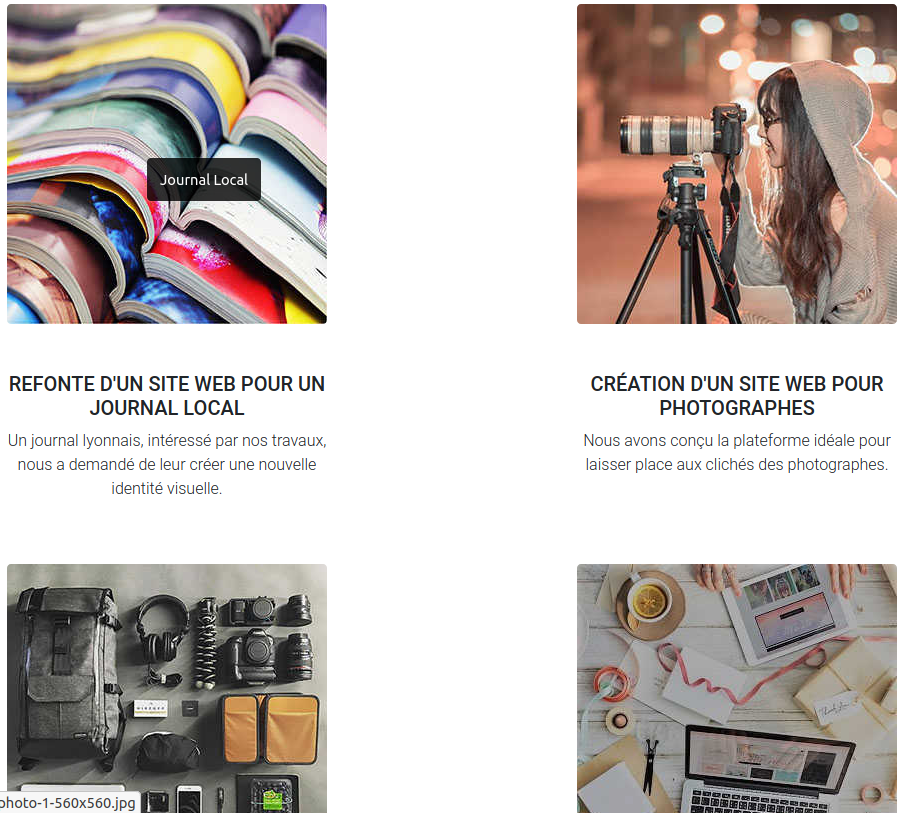 Journal Local
REFONTE D'UN SITE WEB POUR UN
JOURNAL LOCAL
Un journal lyonnais, intéressé par nos travaux,
nous a demandé de leur créer une nouvelle
identité visuelle.
CRÉATION D'UN SITE WEB POUR
PHOTOGRAPHES
Nous avons conçu la plateforme idéale pour
laisser place aux clichés des photographes.
photo-1-560x560.jpg